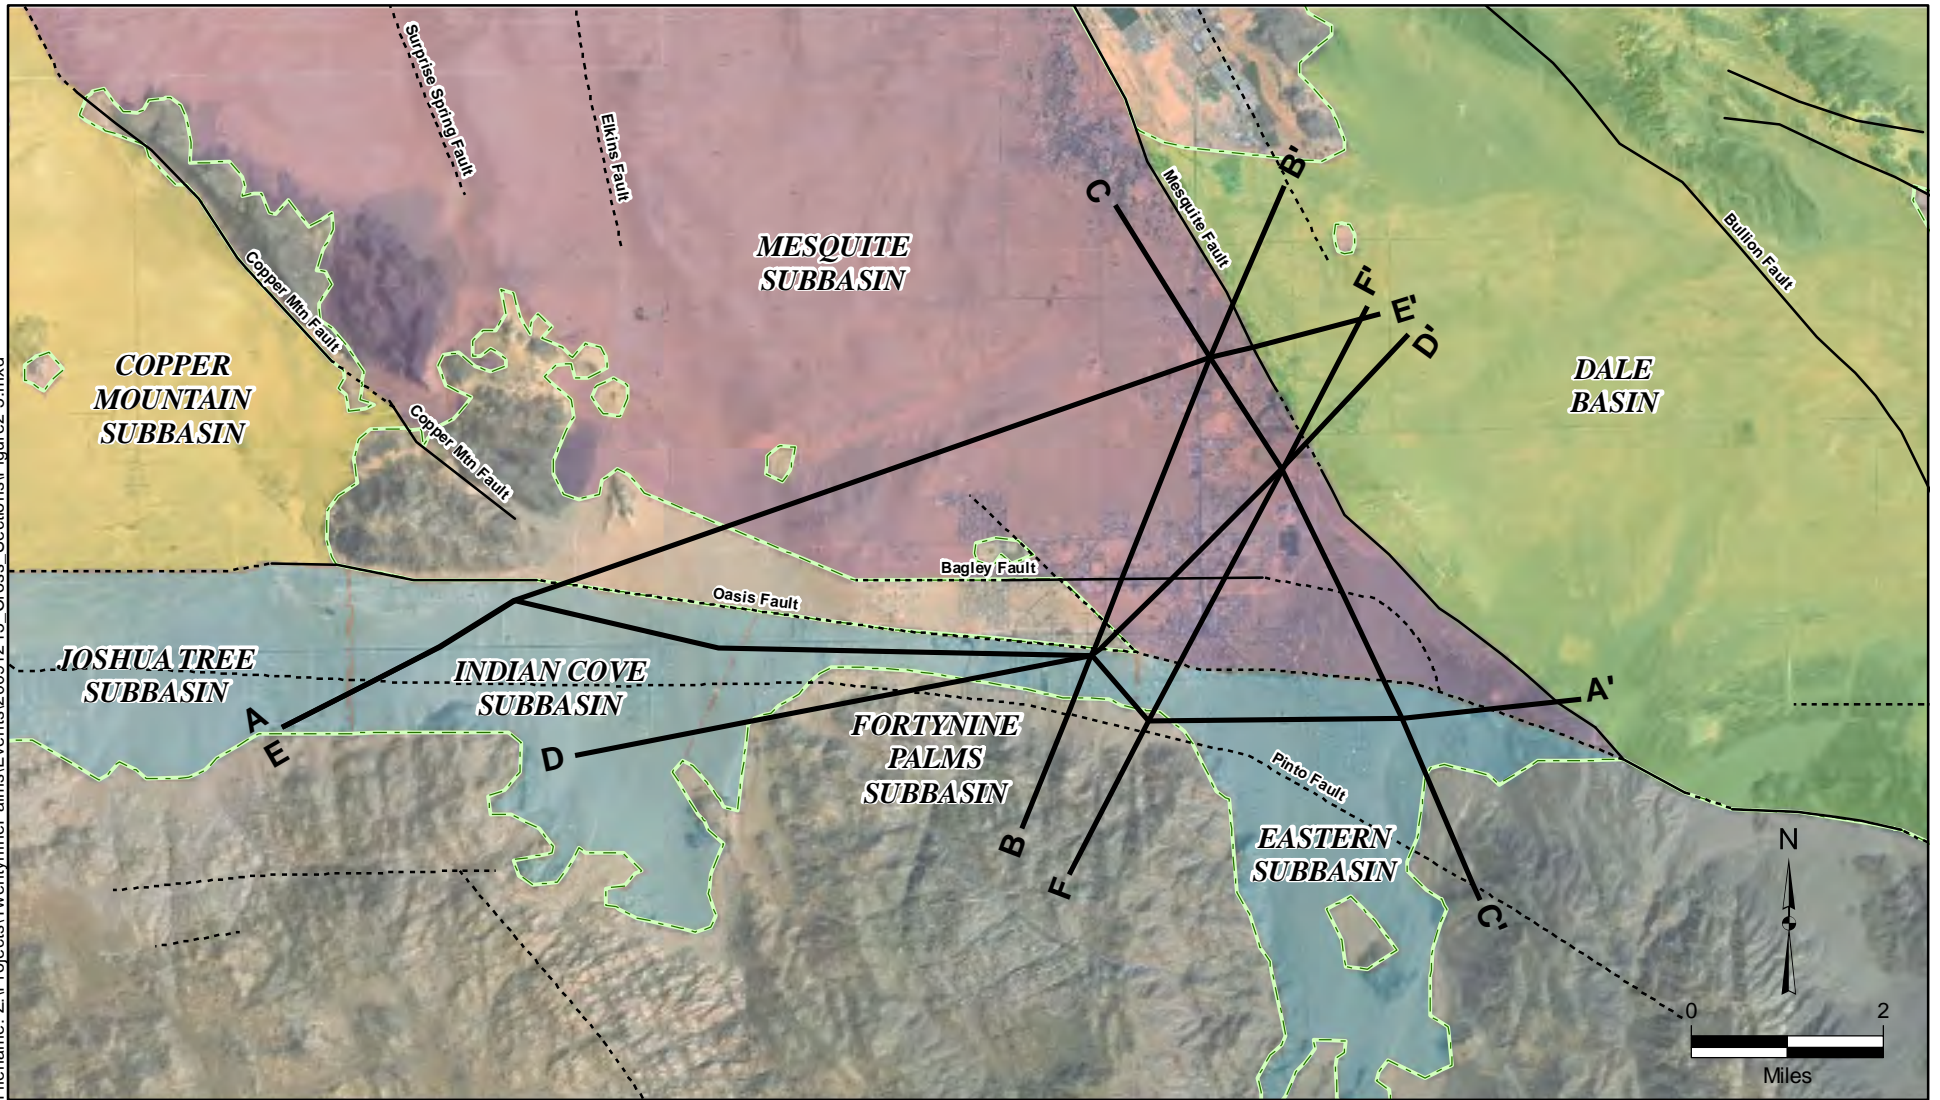 Surprise Spring Fault
Elkins Fault
B'
C
Mesquite Fault
MESQUITE
SUBBASIN
Bullion Fault
Copper Mtn Fault
F'
E'
D'
COPPER
MOUNTAIN
SUBBASIN
DALE
BASIN
Copper Mtn Fault
Bagley Fault
Oasis Fault
JOSHUA TREE
SUBBASIN
INDIAN COVE
SUBBASIN
A'
A
E
D
FORTYNINE
PALMS
SUBBASIN
Pinto Fault
B
EASTERN
SUBBASIN
F
C'
N
0 2
Miles